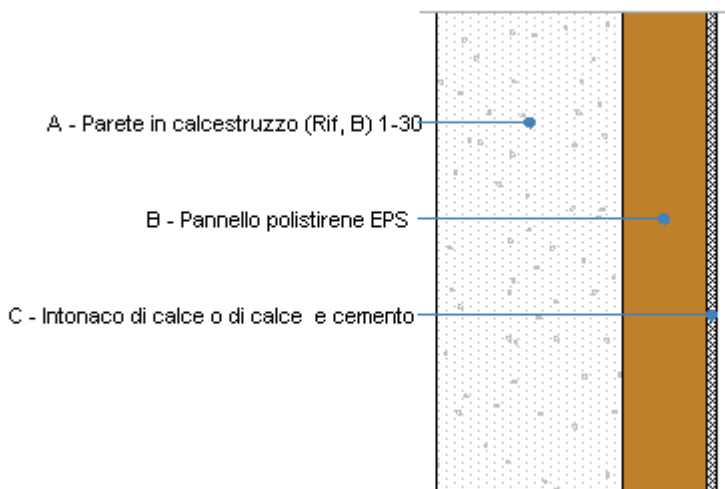 A - Parete in calcestruzzo (Rif, B) 1-30
B - Pannello polistirene EPS
C - Intonaco di calce o di calce e cemento